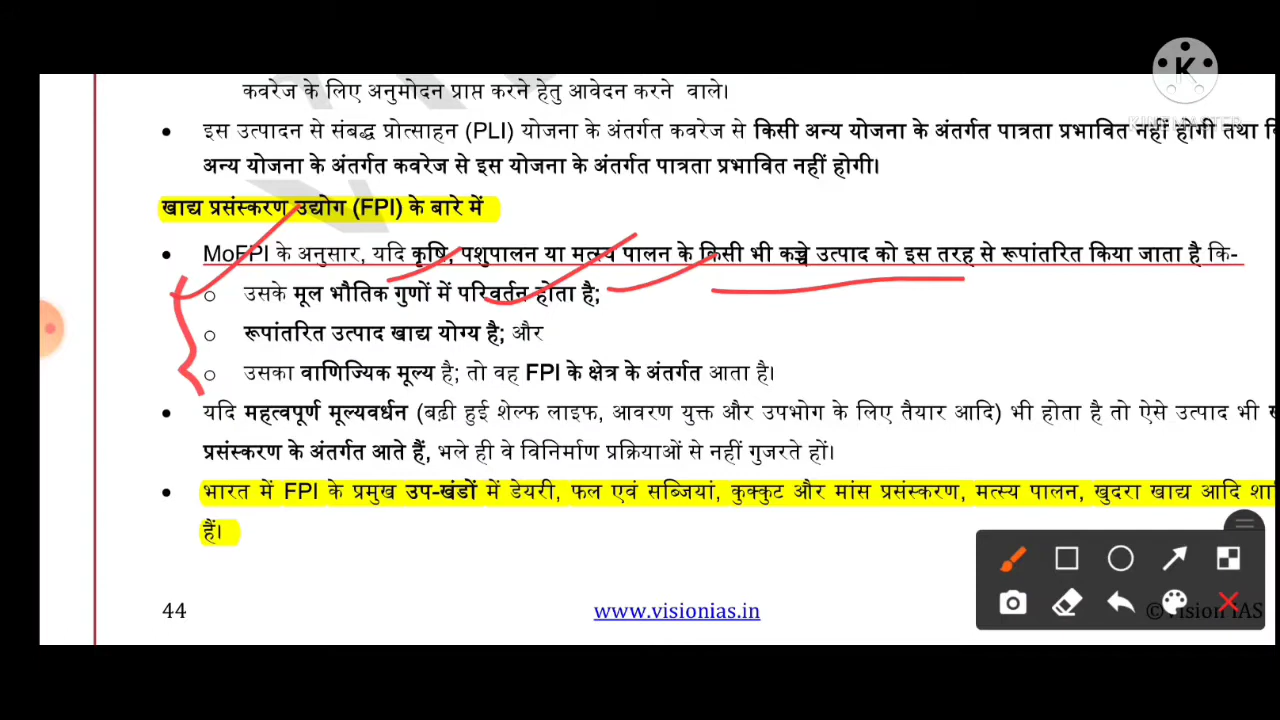 कवरेज के लिए अनुमोदन प्राप्त करने हेतु आवेदन करने वाले।
• इस उत्पादन से संबद्ध प्रोत्साहन (PLI) योजना के अंतर्गत कवरेज से किसी अन्य योजना के अंतर्गत पात्रता प्रभावित नहीं होगी तथा
अन्य योजना के अंतर्गत कवरेज से इस योजना के अंतर्गत पात्रता प्रभावित नहीं होगी।
खाद्य प्रसंस्करण उद्योग (FPI) के बारे में
• MoFPI के अनुसार, यदि कृषि, पशुपालन या मत्स्य पालन के किसी भी कच्चे उत्पाद को इस तरह से रूपांतरित किया जाता है कि-
o उसके मूल भौतिक गुणों में परिवर्तन होता है;
o रूपांतरित उत्पाद खाद्य योग्य है; और
o उसका वाणिज्यिक मूल्य है; तो वह FPI के क्षेत्र के अंतर्गत आता है।
• यदि महत्वपूर्ण मूल्यवर्धन (बढ़ी हुई शेल्फ लाइफ, आवरण युक्त और उपभोग के लिए तैयार आदि) भी होता है तो ऐसे उत्पाद भी
प्रसंस्करण के अंतर्गत आते हैं, भले ही वे विनिर्माण प्रक्रियाओं से नहीं गुजरते हों।
• भारत में FPI के प्रमुख उप-खंडों में डेयरी, फल एवं सब्जियां, कुक्कुट और मांस प्रसंस्करण, मत्स्य पालन, खुदरा खाद्य आदि
हैं।
44 www.visionias.in ©Vision IAS
K
KINEMASTER